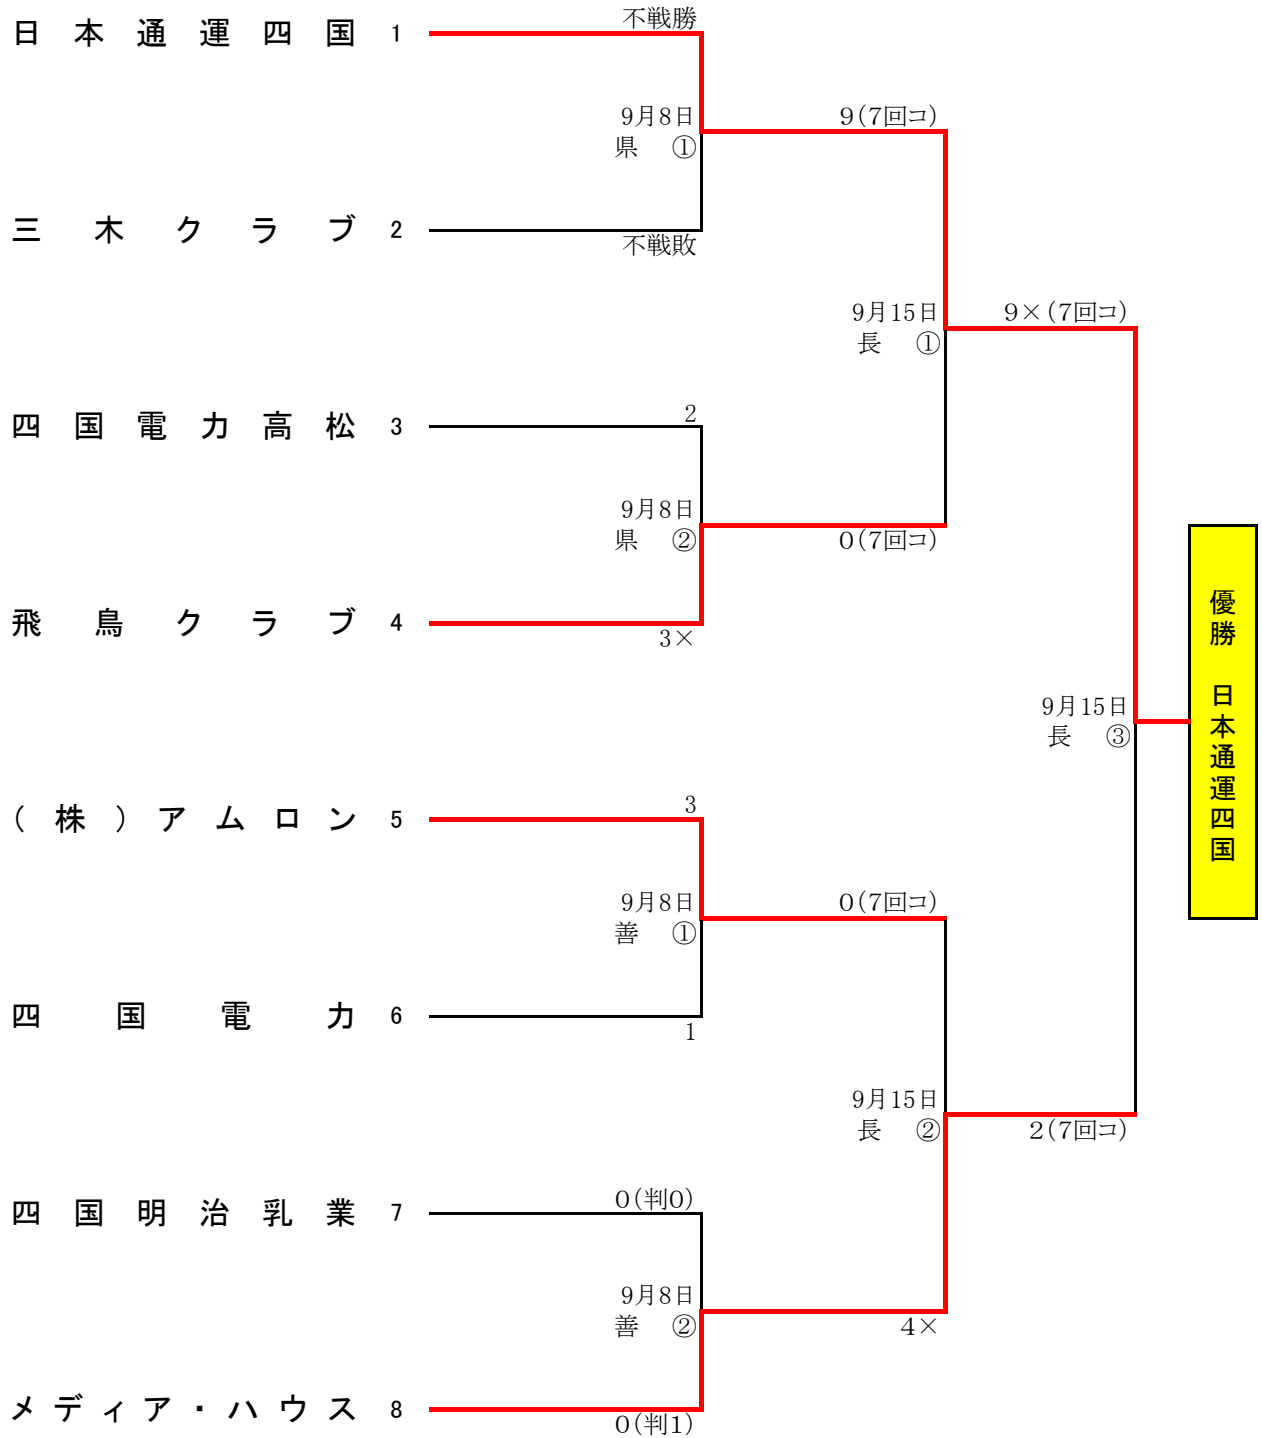 不戦勝
日本通運四国 1
9月8日
県 ①
9(7回コ)
三木クラブ 2
不戦敗
9月15日
長 ①
9×(7回コ)
2
四国電力高松 3
9月8日
県 ②
0(7回コ)
飛鳥クラブ 4
3×
優勝 日本通運四国
9月15日
長 ③
3
(株)アムロン 5
9月8日
善 ①
0(7回コ)
四国電力 6
1
9月15日
長 ②
2(7回コ)
0(判0)
四国明治乳業 7
9月8日
善 ②
4×
メディア・ハウス 8
0(判1)